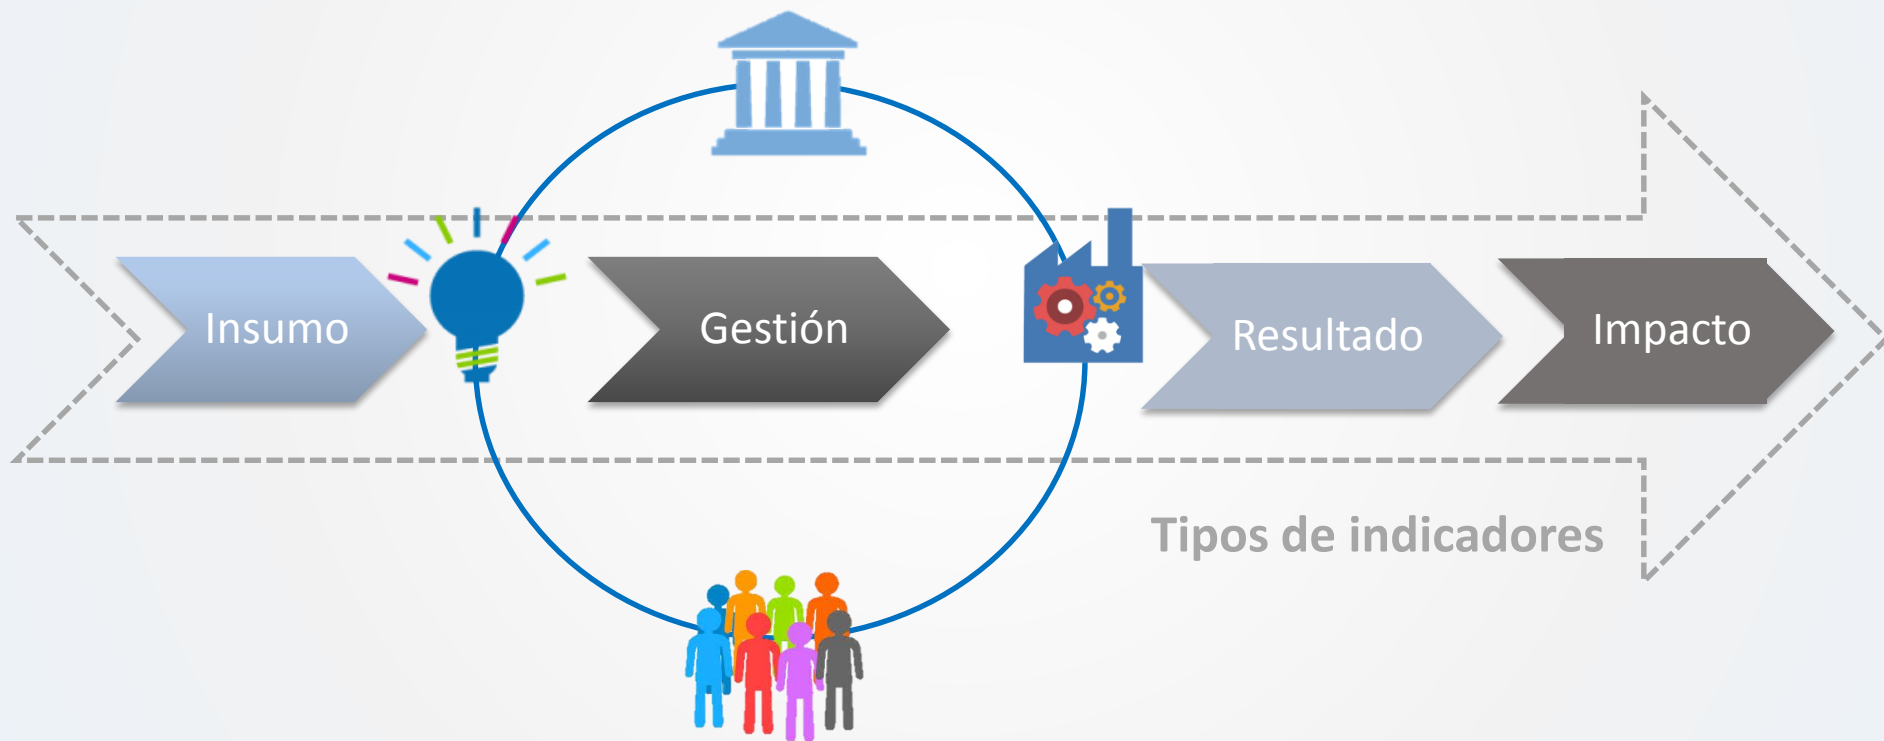 Insumo
Gestión
Resultado
Impacto
Tipos de indicadores